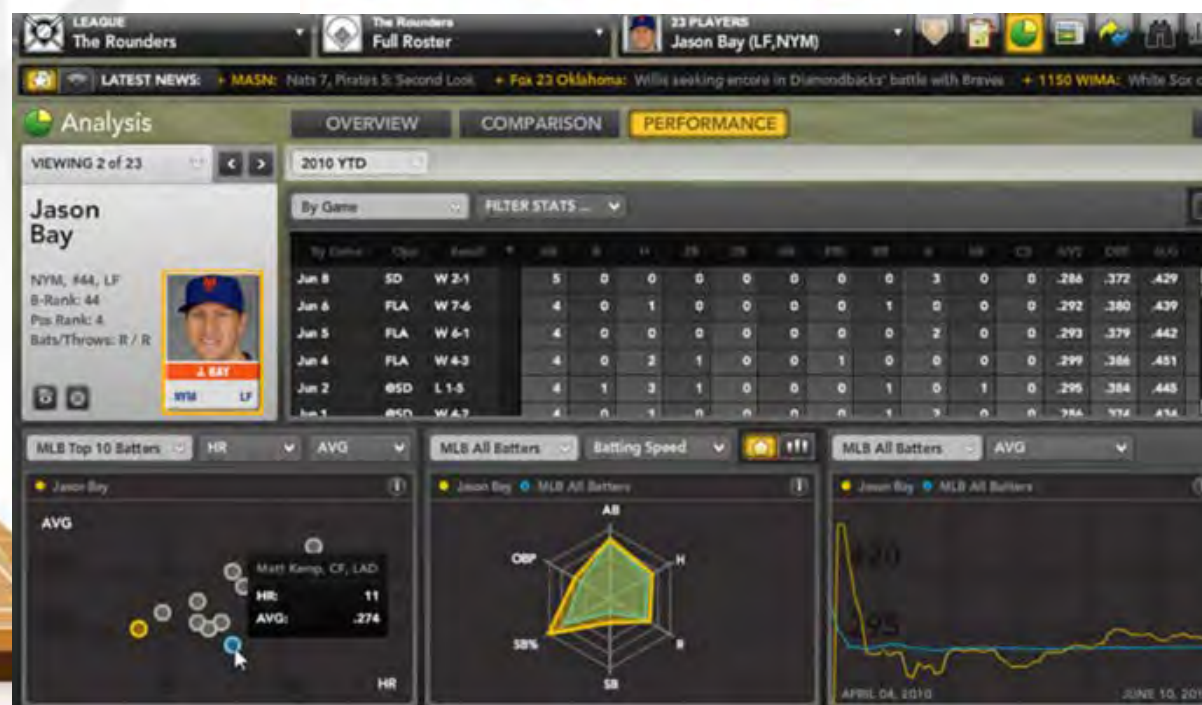 LEAGUE
The Rounders
The Rounders
Full Roster
23 PLAYERS
Jason Bay (LF,NYM)
LATEST NEWS: + MASN: Nats 7, Pirates 5: Second Look + Fox 23 Oklahoma: Willis seeking encore in Diamondbacks' battle with Braves + 1150 WIMA: White Sox
Analysis
OVERVIEW COMPARISON PERFORMANCE
VIEWING 2 of 23
2010 YTD
Jason
Bay
NYM, #44, LF
B-Rank: 44
Pos Rank: 4
Bats/Throws: R / R
J. BAY
NYM LF
By Game FILTER STATS ...
Jun 8 SD W 2-1 5 0 0 0 0 0 0 0 3 0 0 .286 .372 .429
Jun 6 FLA W 7-6 4 0 1 0 0 0 0 1 0 0 0 .292 .380 .439
Jun 5 FLA W 6-1 4 0 0 0 0 0 0 0 2 0 0 .293 .379 .442
Jun 4 FLA W 4-3 4 0 2 1 0 0 1 0 0 0 0 .299 .386 .451
Jun 2 @SD L 1-5 4 1 3 1 0 0 0 1 0 1 0 .295 .384 .445
MLB Top 10 Batters HR AVG
Jason Bay
AVG
Matt Kemp, CF, LAD
HR: 11
AVG: .274
HR
MLB All Batters Batting Speed
Jason Bay MLB All Batters
AB
H
R
SB
SB%
OBP
MLB All Batters AVG
Jason Bay MLB All Batters
APRIL 04, 2010 JUNE 10, 201